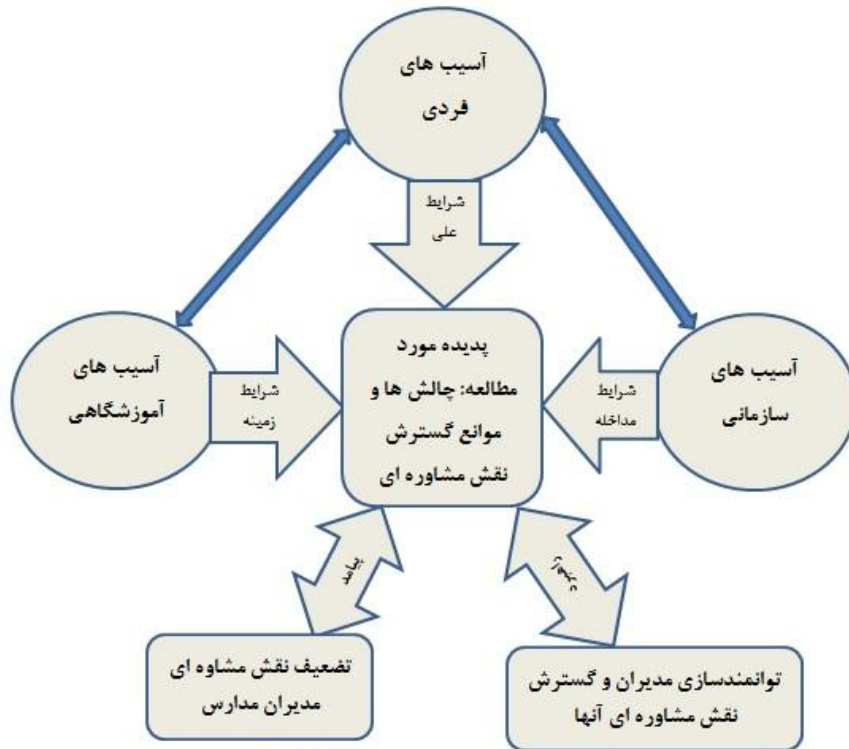 آسیب های
فردی
شرایط
علی
آسیب های
سازمانی
شرایط
مداخله
پدیده مورد
مطالعه: چالش ها و
موانع گسترش
نقش مشاوره ای
شرایط
زمینه
آسیب های
آموزشگاهی
راهبرد
پیامد
توانمندسازی مدیران و گسترش
نقش مشاوره ای آنها
تضعیف نقش مشاوه ای
مدیران مدارس